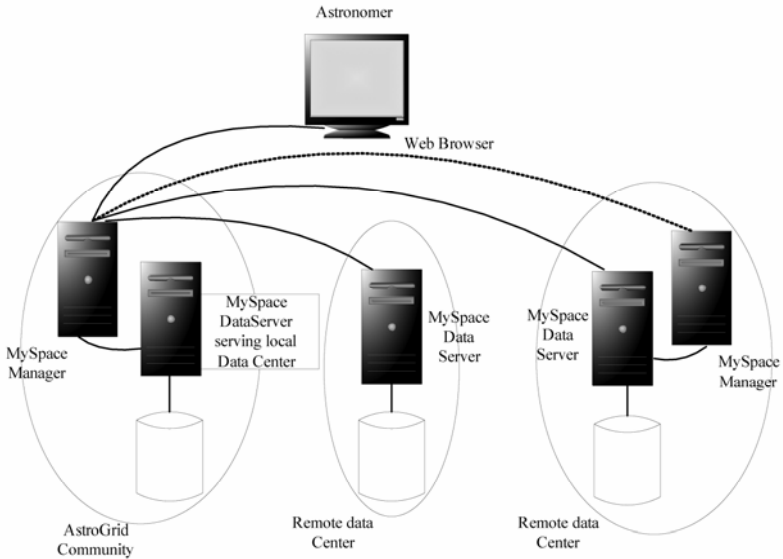 Astronomer
Web Browser
MySpace
Manager
MySpace
DataServer
serving local
Data Center
MySpace
Data
Server
MySpace
Data
Server
MySpace
Manager
AstroGrid
Community
Remote data
Center
Remote data
Center